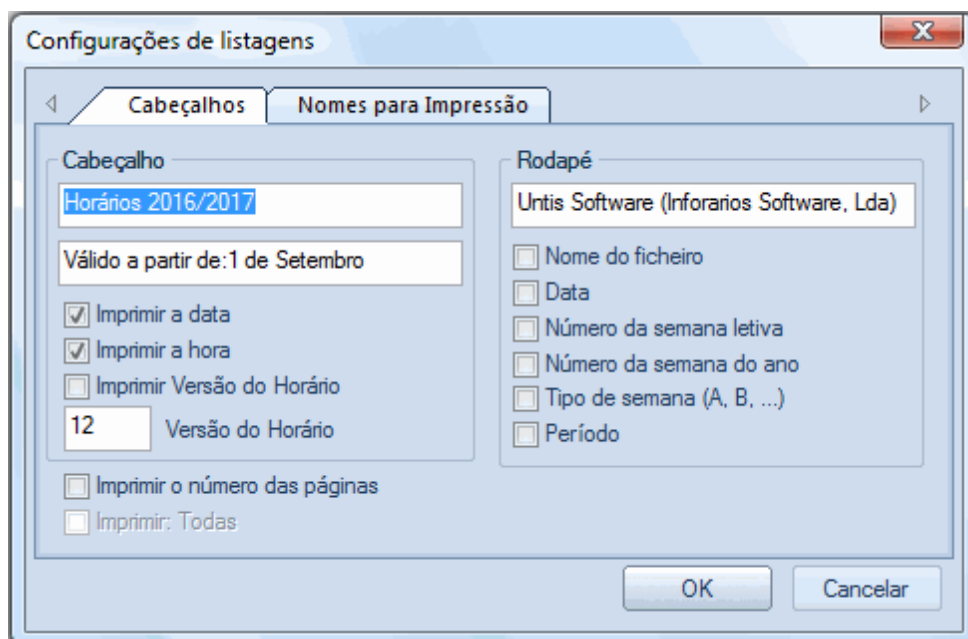 Configurações de listagens
Cabeçalhos
Nomes para Impressão
Cabeçalho
Horários 2016/2017
Válido a partir de:1 de Setembro
Imprimir a data
Imprimir a hora
Imprimir Versão do Horário
12 Versão do Horário
Imprimir o número das páginas
Imprimir: Todas
Rodapé
Untis Software (Inforarios Software, Lda)
Nome do ficheiro
Data
Número da semana letiva
Número da semana do ano
Tipo de semana (A, B, ...)
Período
OK
Cancelar